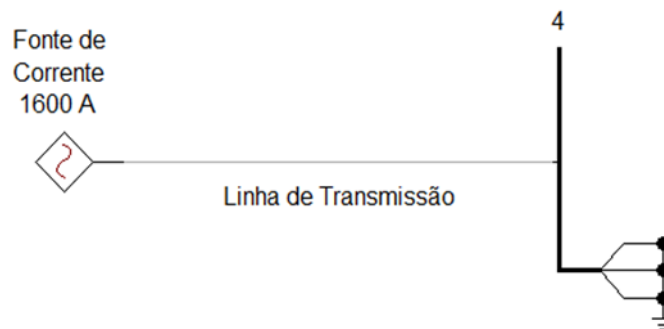 Fonte de
Corrente
1600 A
4
Linha de Transmissão